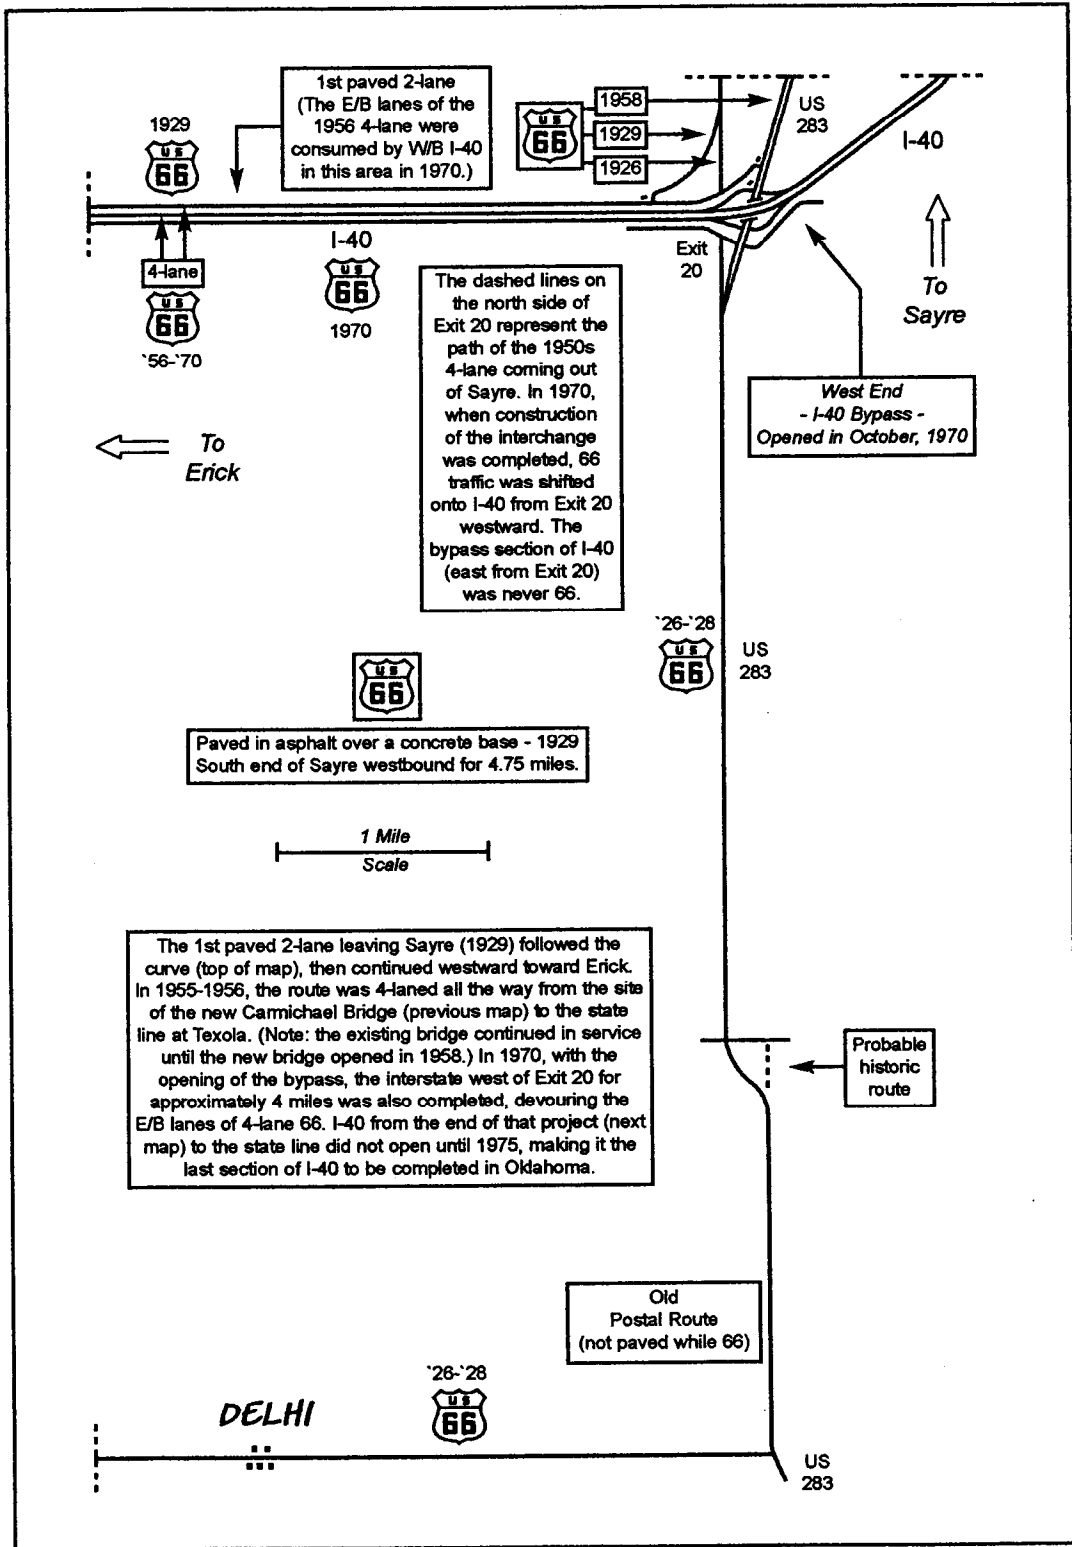 1st paved 2-lane
(The E/B lanes of the
1956 4-lane were
consumed by W/B I-40
in this area in 1970.)
1929
US
66
US
66
1958
1929
1926
US
283
I-40
4-lane
US
66
'56-'70
I-40
US
66
1970
Exit
20
To
Sayre
To
Erick
The dashed lines on
the north side of
Exit 20 represent the
path of the 1950s
4-lane coming out
of Sayre. In 1970,
when construction
of the interchange
was completed, 66
traffic was shifted
onto I-40 from Exit 20
westward. The
bypass section of I-40
(east from Exit 20)
was never 66.
West End
- I-40 Bypass -
Opened in October, 1970
'26-'28
US
66
US
283
US
66
Paved in asphalt over a concrete base - 1929
South end of Sayre westbound for 4.75 miles.
1 Mile
Scale
The 1st paved 2-lane leaving Sayre (1929) followed the
curve (top of map), then continued westward toward Erick.
In 1955-1956, the route was 4-laned all the way from the site
of the new Carmichael Bridge (previous map) to the state
line at Texola. (Note: the existing bridge continued in service
until the new bridge opened in 1958.) In 1970, with the
opening of the bypass, the interstate west of Exit 20 for
approximately 4 miles was also completed, devouring the
E/B lanes of 4-lane 66. I-40 from the end of that project (next
map) to the state line did not open until 1975, making it the
last section of I-40 to be completed in Oklahoma.
Probable
historic
route
Old
Postal Route
(not paved while 66)
'26-'28
US
66
DELHI
US
283